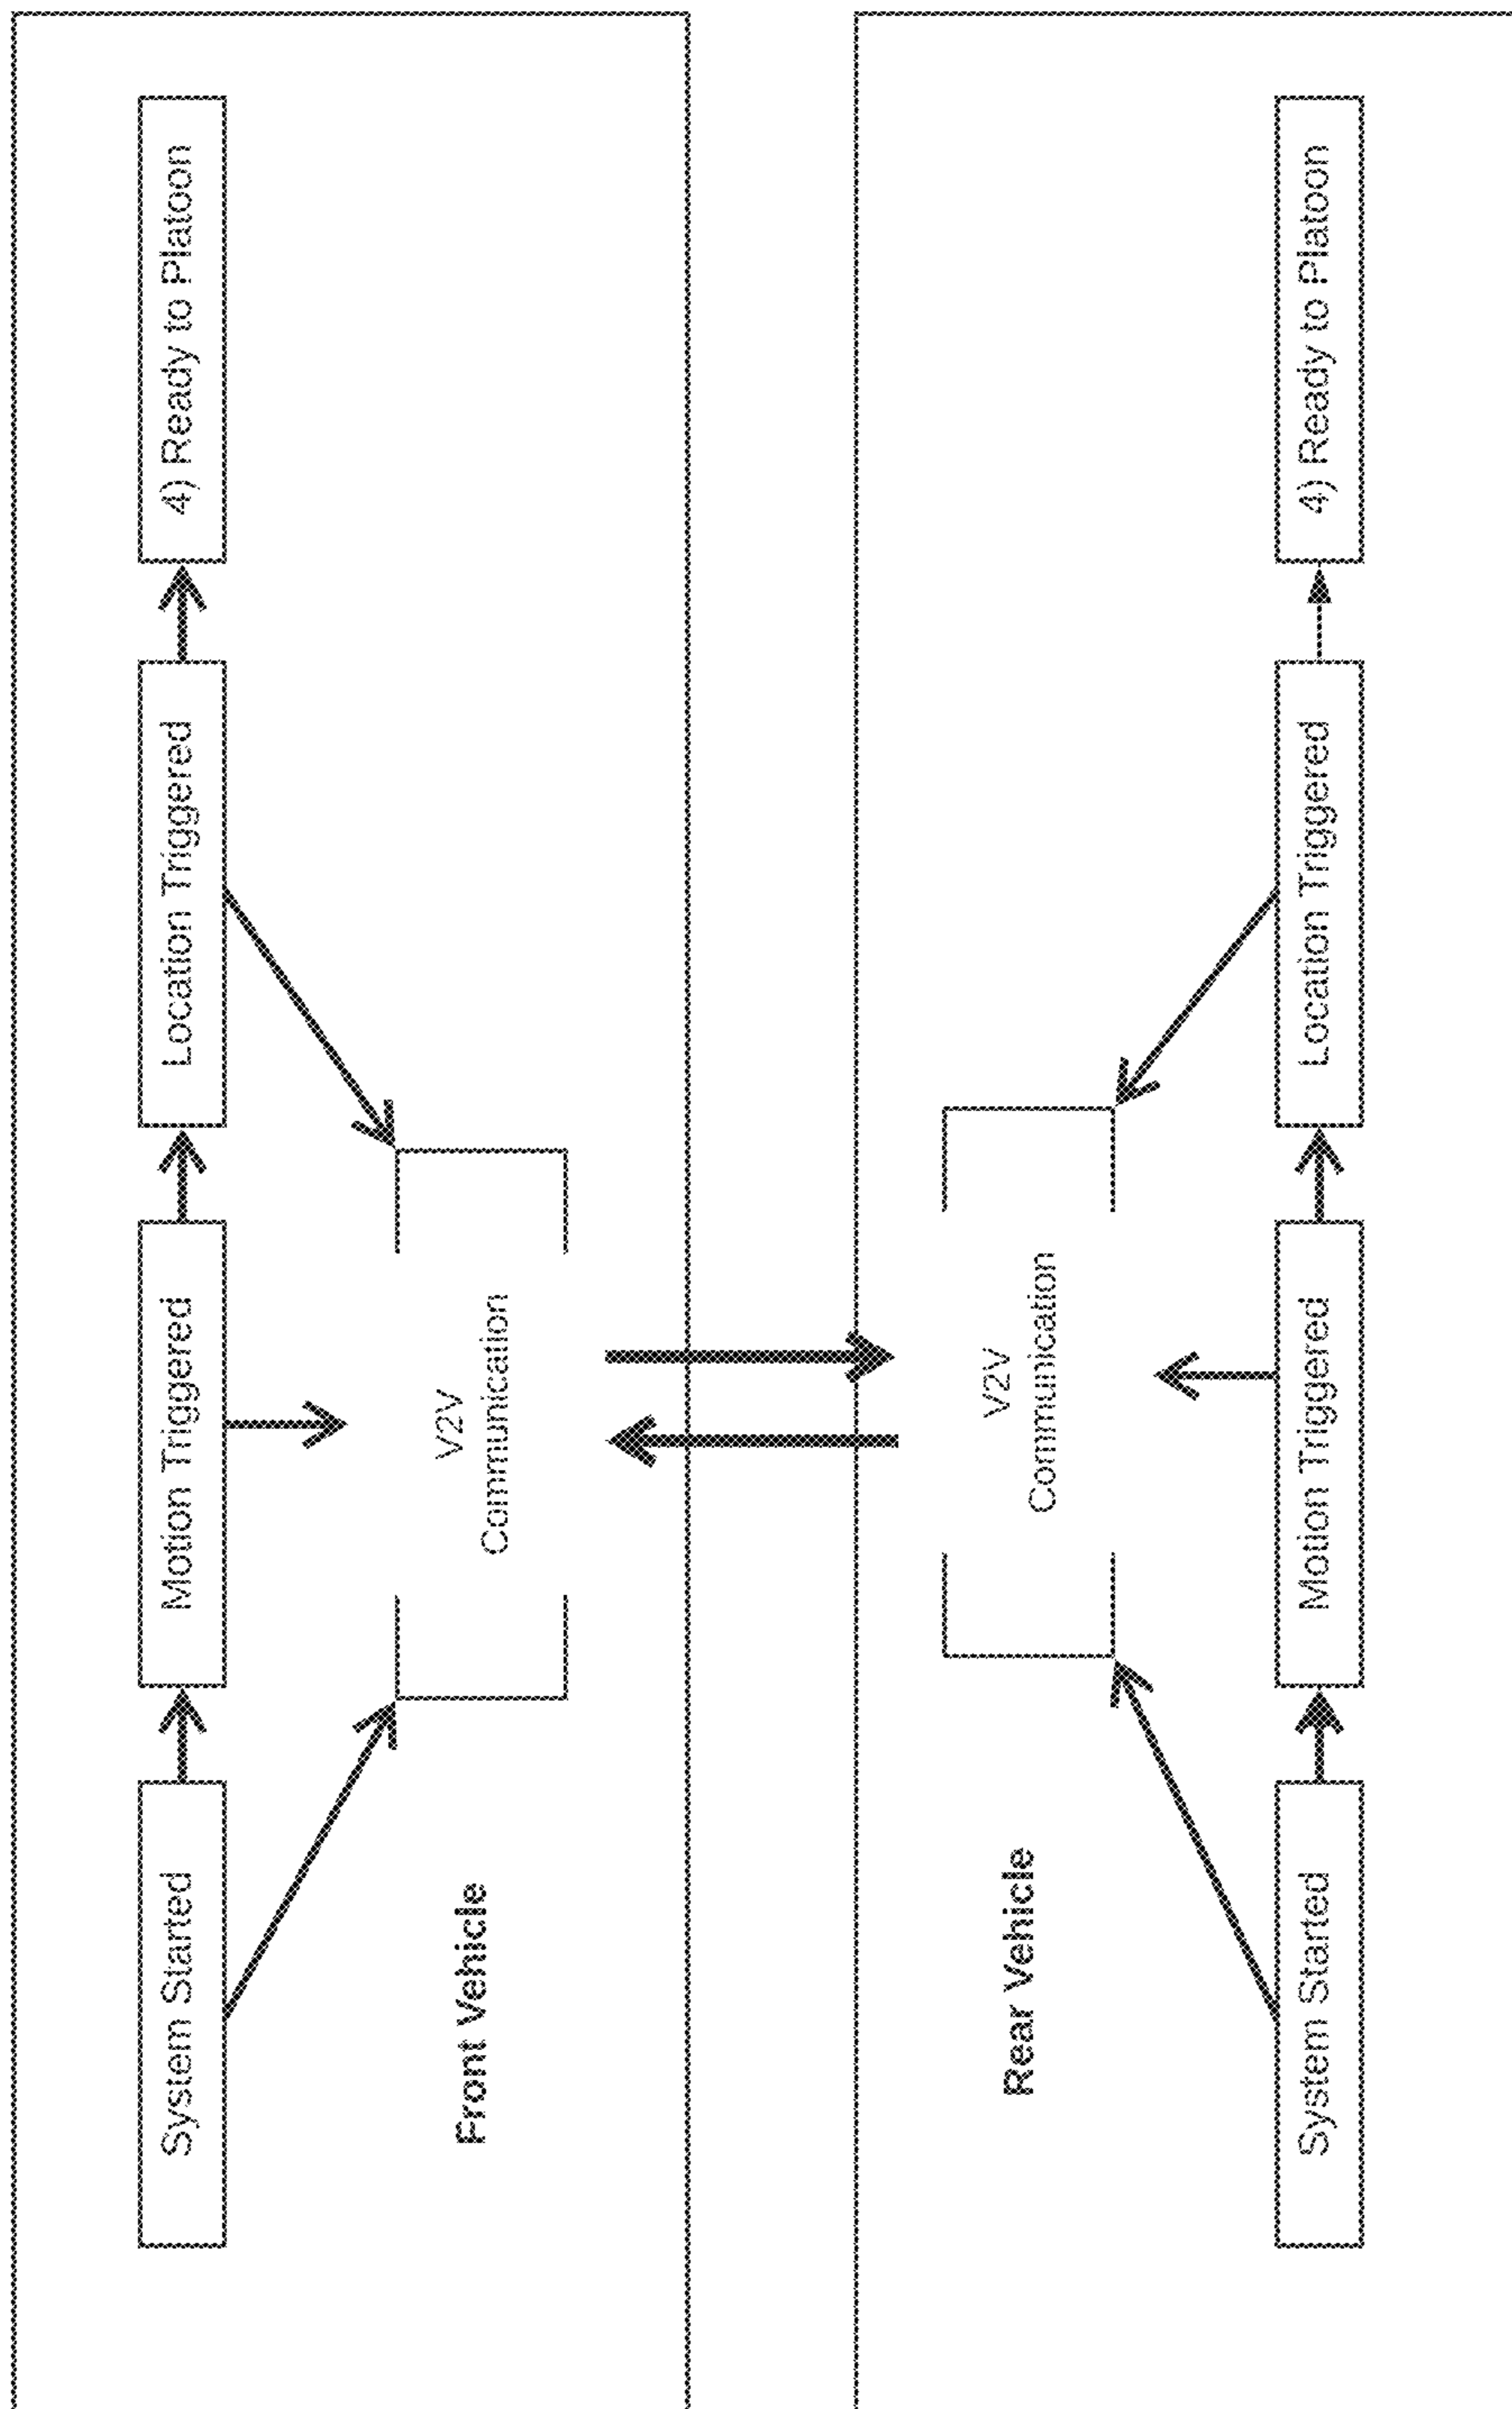 System Started
Motion Triggered
Location Triggered
4) Ready to Platoon
V2V
Communication
Front Vehicle
V2V
Communication
Rear Vehicle
System Started
Motion Triggered
Location Triggered
4) Ready to Platoon